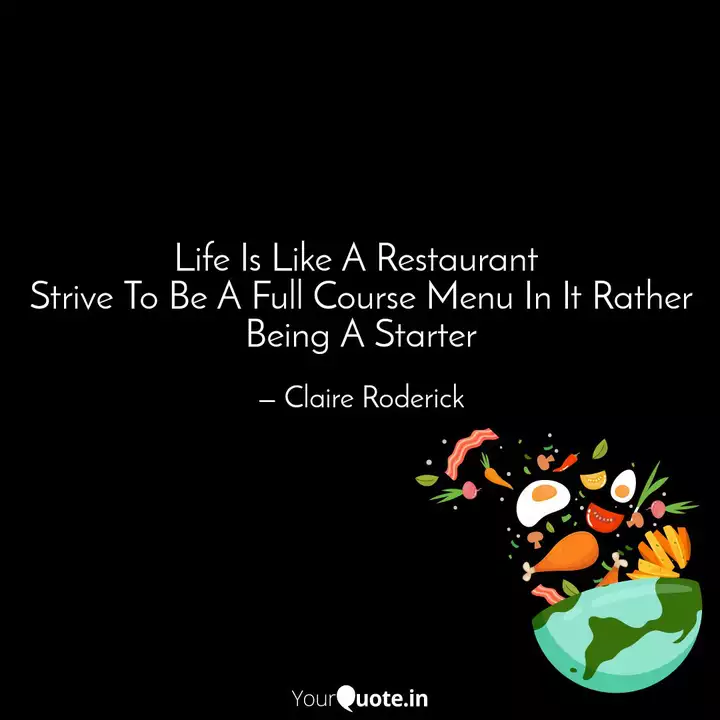 Life Is Like A Restaurant
Strive To Be A Full Course Menu In It Rather
Being A Starter
– Claire Roderick
YourQuote.in